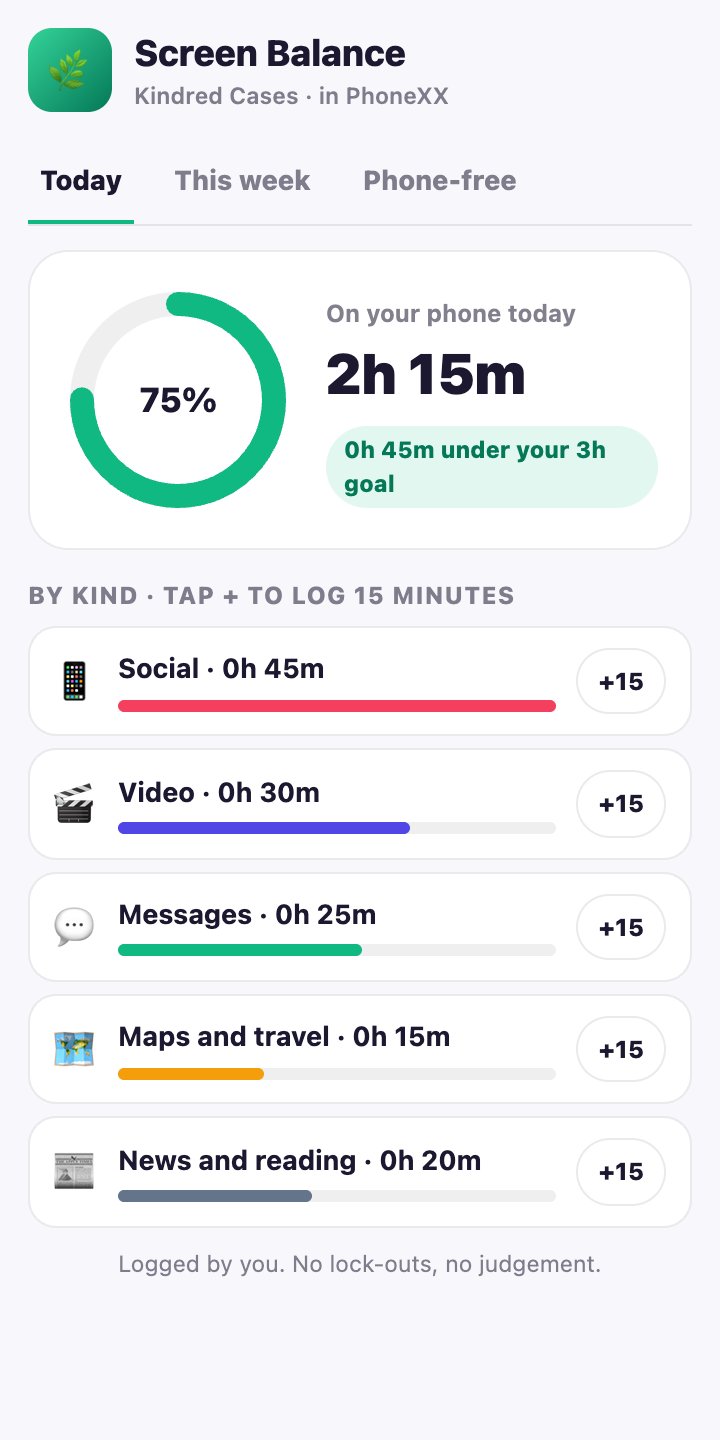 Screen Balance
Kindred Cases · in PhoneXX
Today
This week
Phone-free
75%
On your phone today
2h 15m
0h 45m under your 3h
goal
BY KIND · TAP + TO LOG 15 MINUTES
Social · 0h 45m
+15
Video · 0h 30m
+15
Messages · 0h 25m
+15
Maps and travel · 0h 15m
+15
News and reading · 0h 20m
+15
Logged by you. No lock-outs, no judgement.